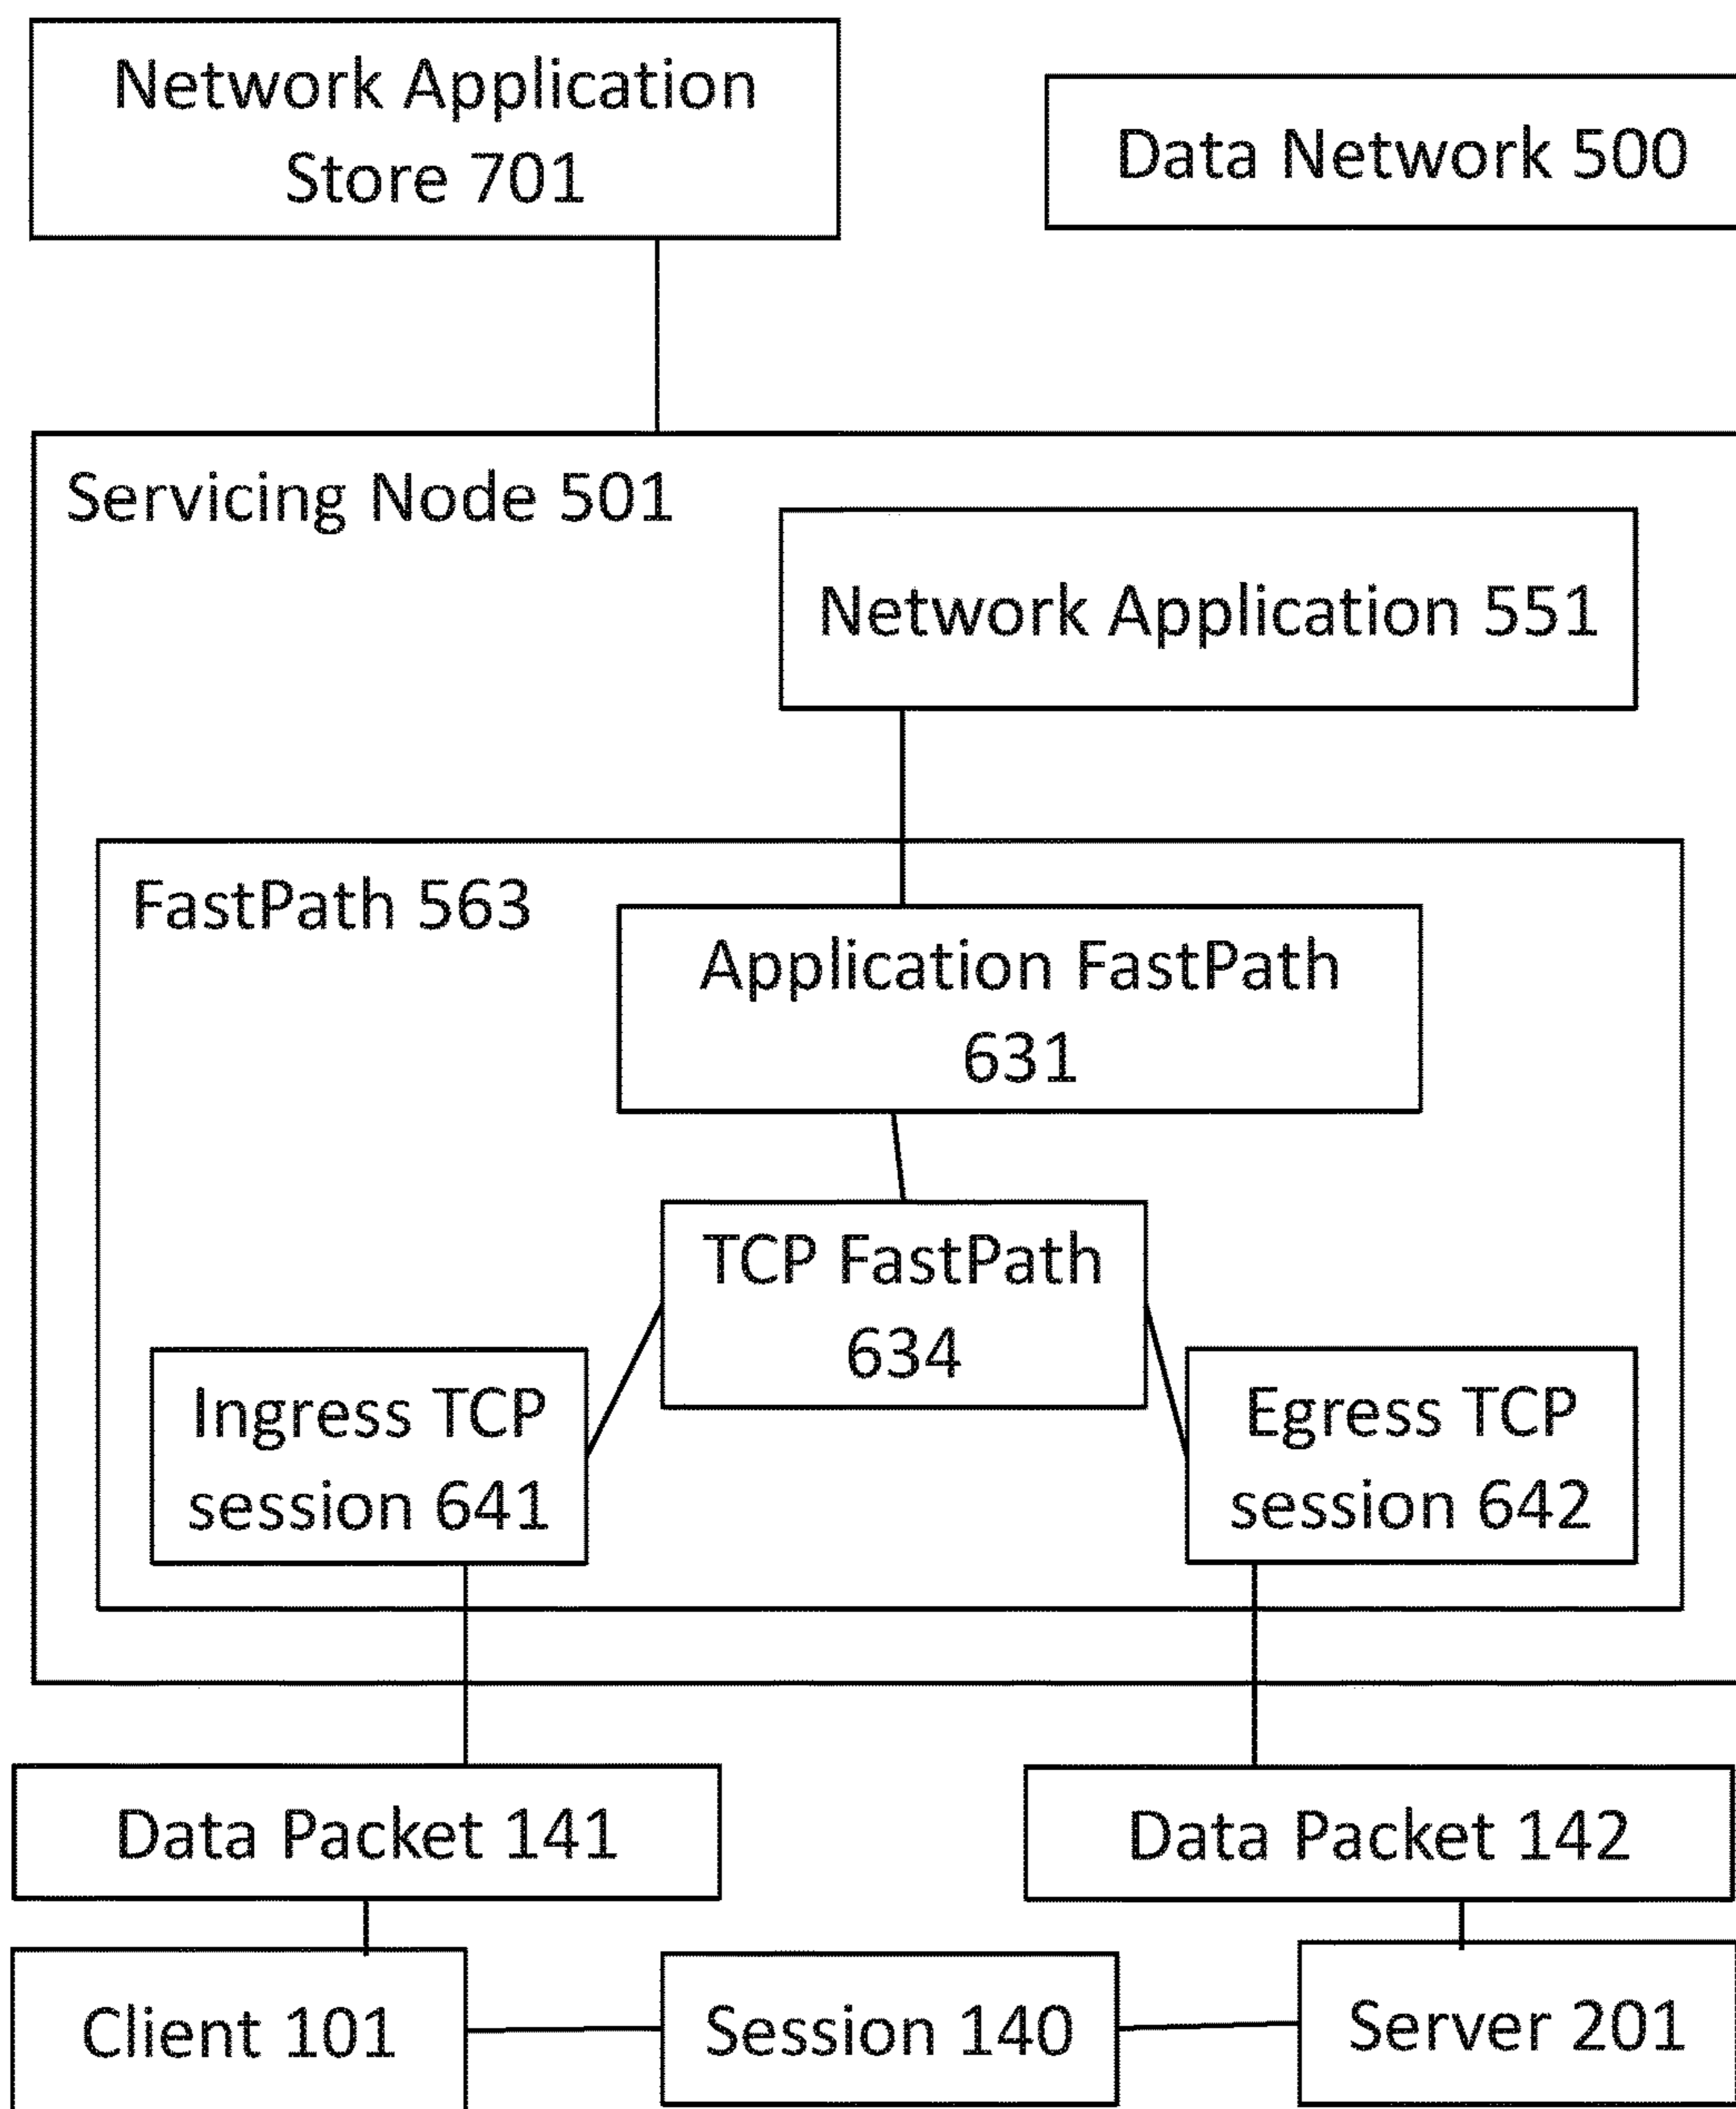 Network Application
Store 701
Data Network 500
Servicing Node 501
Network Application 551
FastPath 563
Application FastPath
631
TCP FastPath
634
Ingress TCP
session 641
Egress TCP
session 642
Data Packet 141
Data Packet 142
Client 101
Session 140
Server 201